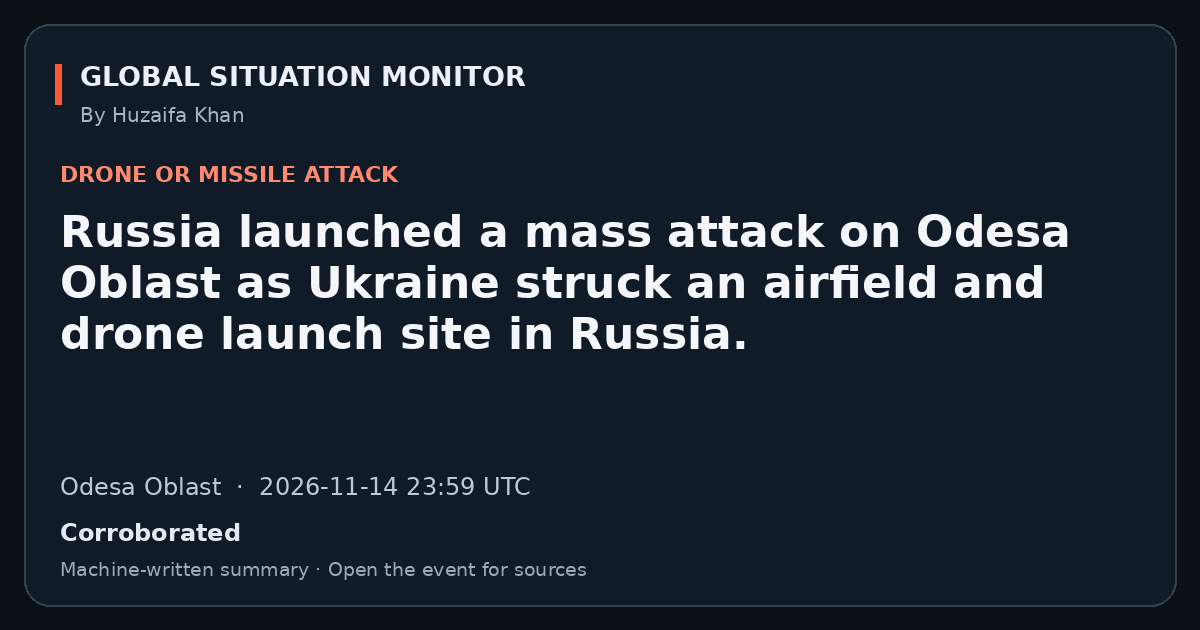 GLOBAL SITUATION MONITOR
By Huzaifa Khan
DRONE OR MISSILE ATTACK
Russia launched a mass attack on Odesa
Oblast as Ukraine struck an airfield and
drone launch site in Russia.
Odesa Oblast · 2026-11-14 23:59 UTC
Corroborated
Machine-written summary · Open the event for sources